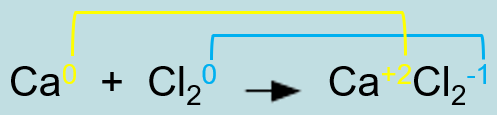 Ca⁰ + Cl₂⁰ → Ca⁺²Cl₂⁻¹